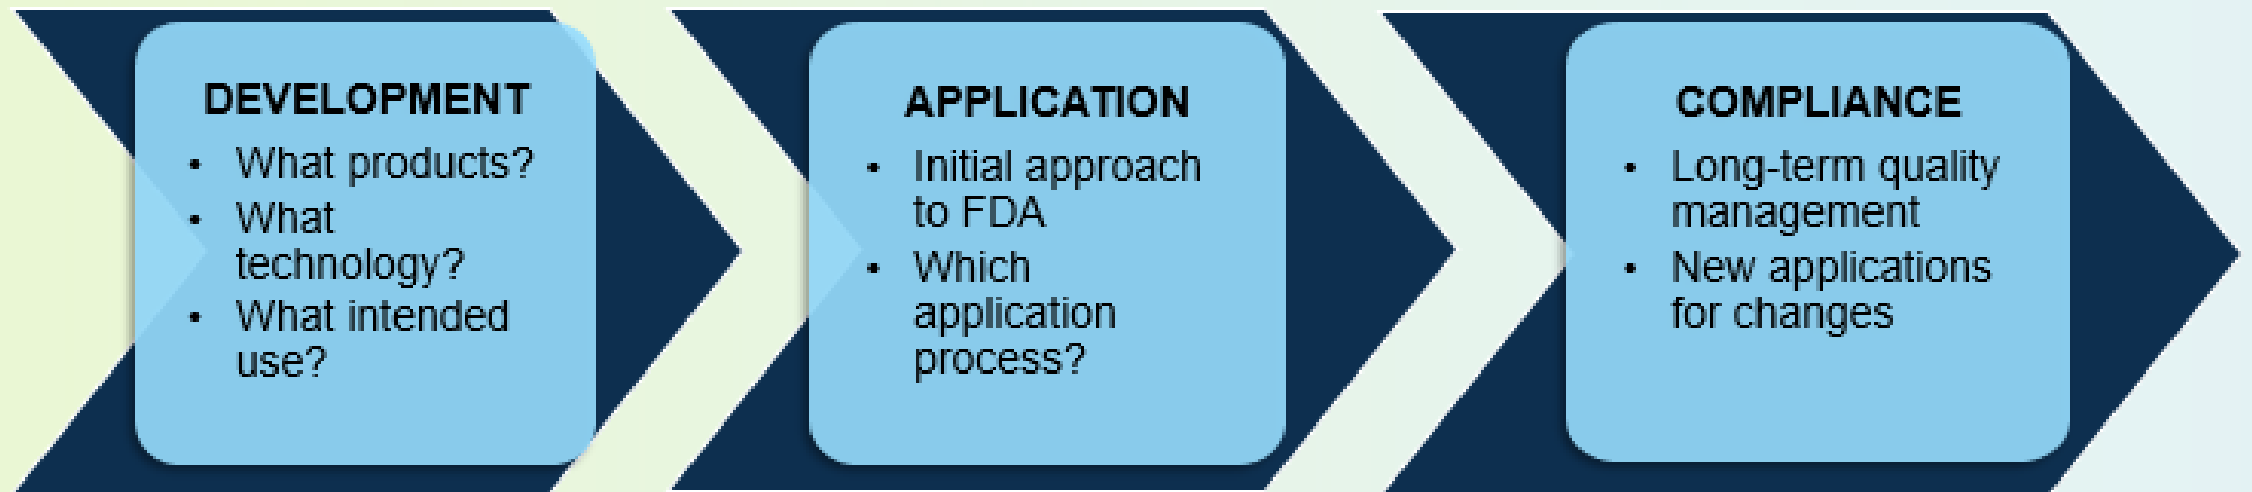 DEVELOPMENT
• What products?
• What
technology?
• What intended
use?
APPLICATION
• Initial approach
to FDA
• Which
application
process?
COMPLIANCE
• Long-term quality
management
• New applications
for changes